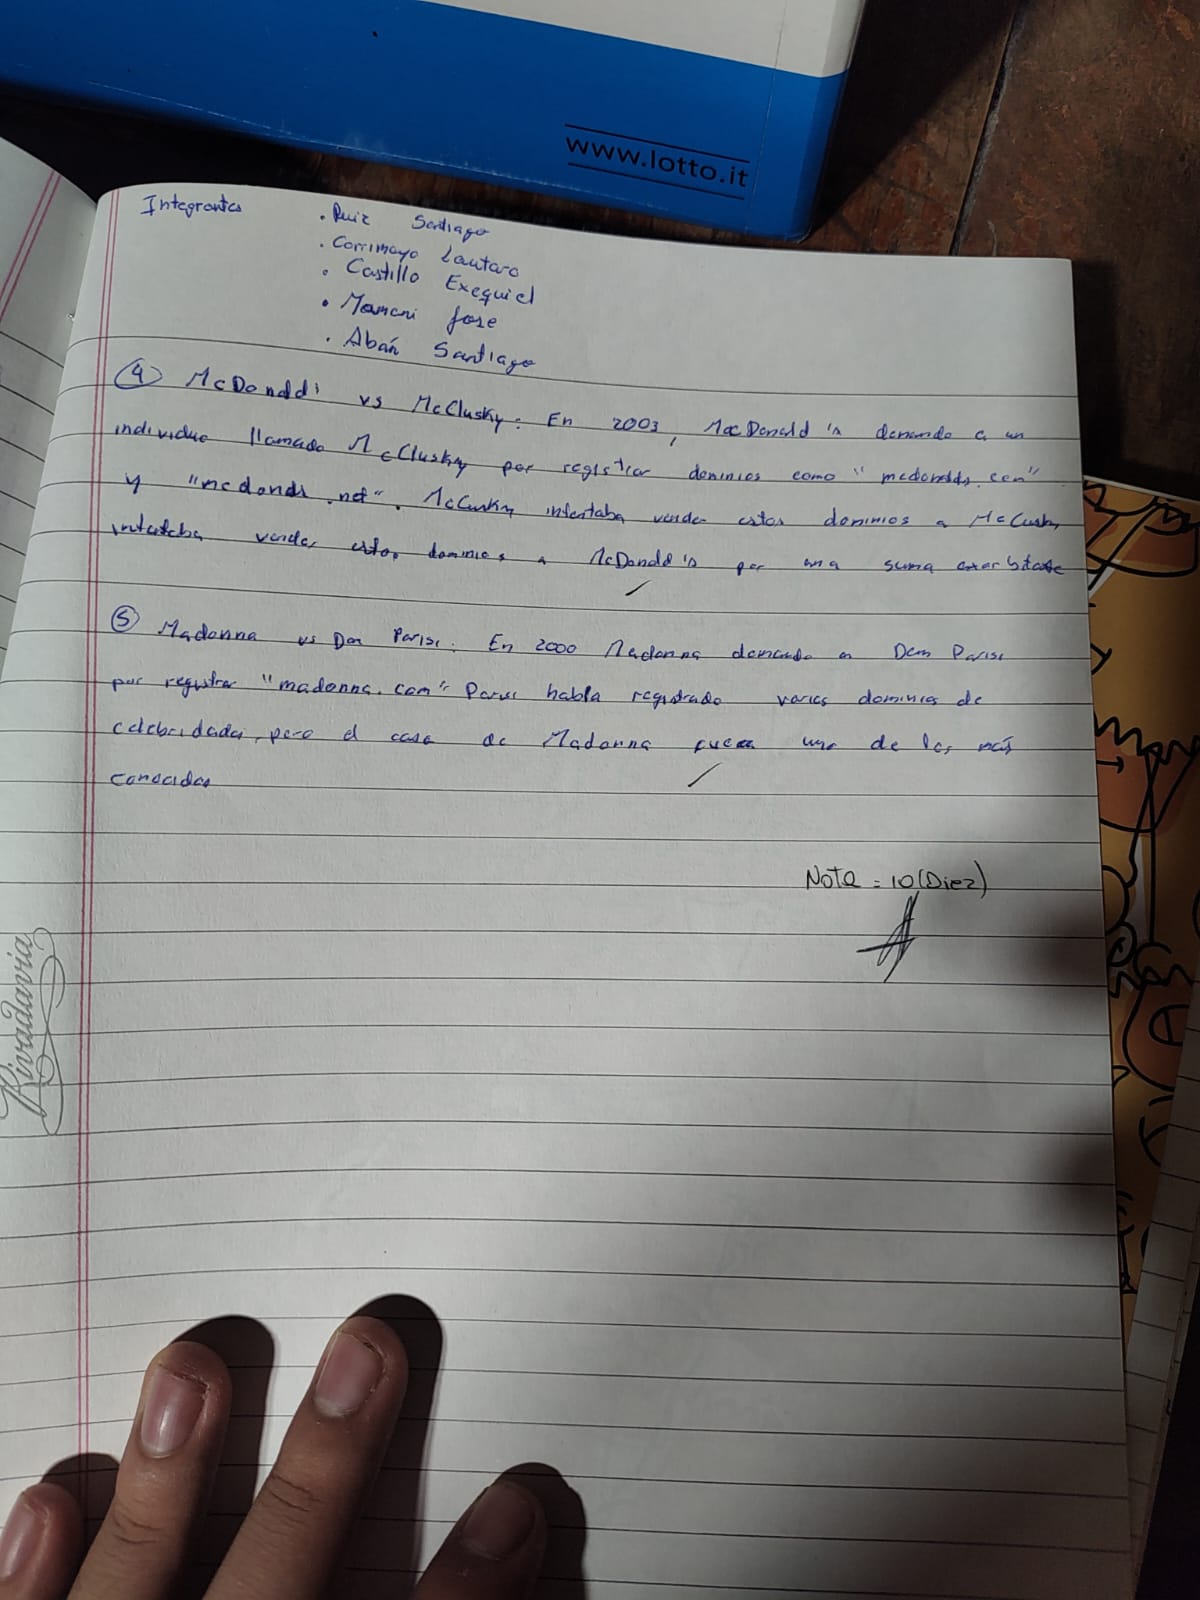 www.lotto.it
Integrantes
. Ruiz Santiago
. Corrimayo Lautaro
. Castillo Exequiel
. Mamani Jose
. Abán Santiago
④ McDonald's vs McClusky: En 2003, MacDonald's demando a un
individuo llamado McClusky por registrar dominios como "mcdonalds.com"
y "mcdonds.net". McClusky intentaba vender estos dominios a McClusky
intentaba vender estos dominios a McDonald's por una suma
⑤ Madonna vs Dan Parisi: En 2000 Madonna demando a Dan Parisi
por registrar "madonna.com" Parisi habla registrado varios dominios de
celebridades, pero el caso de Madonna uno de los más
conocidos
Nota = 10 (Diez)
Rivadavia